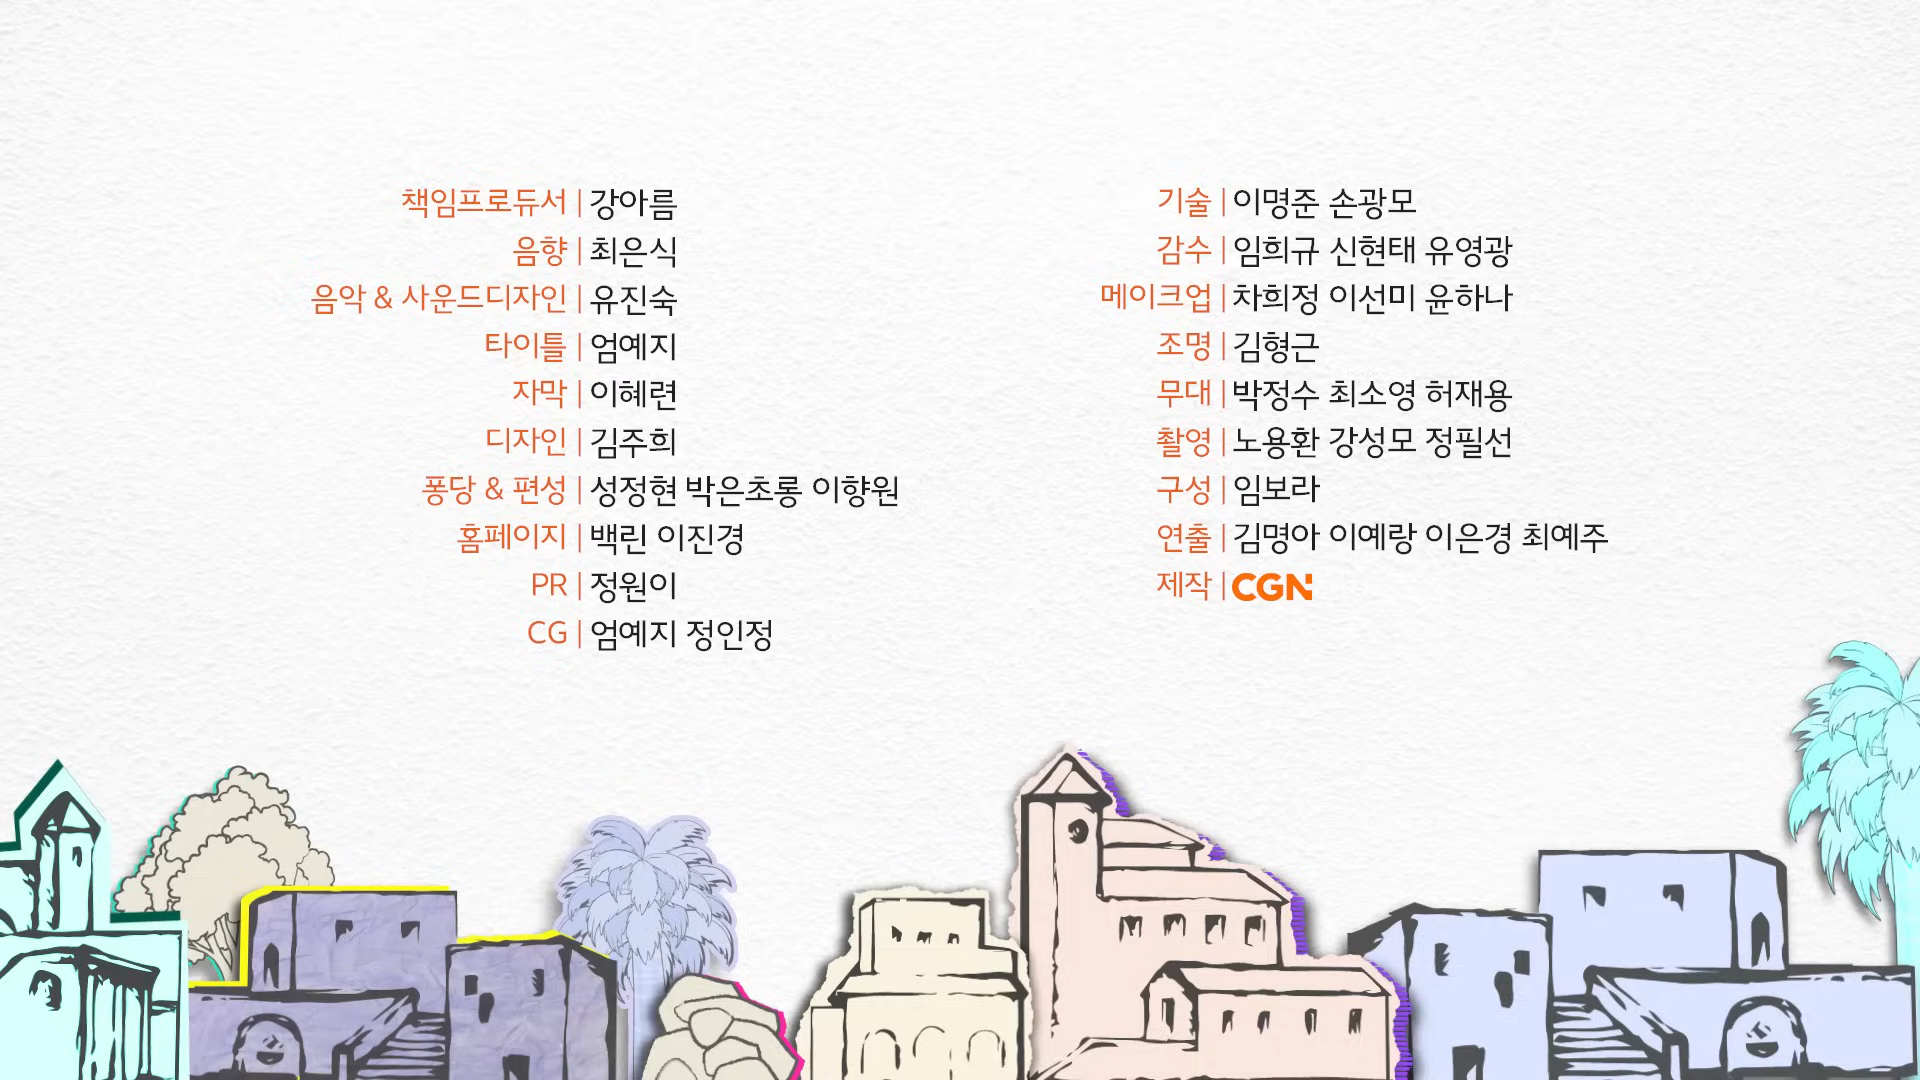 책임프로듀서 | 강아름
음향 | 최은식
음악 & 사운드디자인 | 유진숙
타이틀 | 엄예지
자막 | 이혜련
디자인 | 김주희
퐁당 & 편성 | 성정현 박은초롱 이향원
홈페이지 | 백린 이진경
PR | 정원이
CG | 엄예지 정인정
기술 | 이명준 손광모
감수 | 임희규 신현태 유영광
메이크업 | 차희정 이선미 윤하나
조명 | 김형근
무대 | 박정수 최소영 허재용
촬영 | 노용환 강성모 정필선
구성 | 임보라
연출 | 김명아 이예랑 이은경 최예주
제작 | CGN